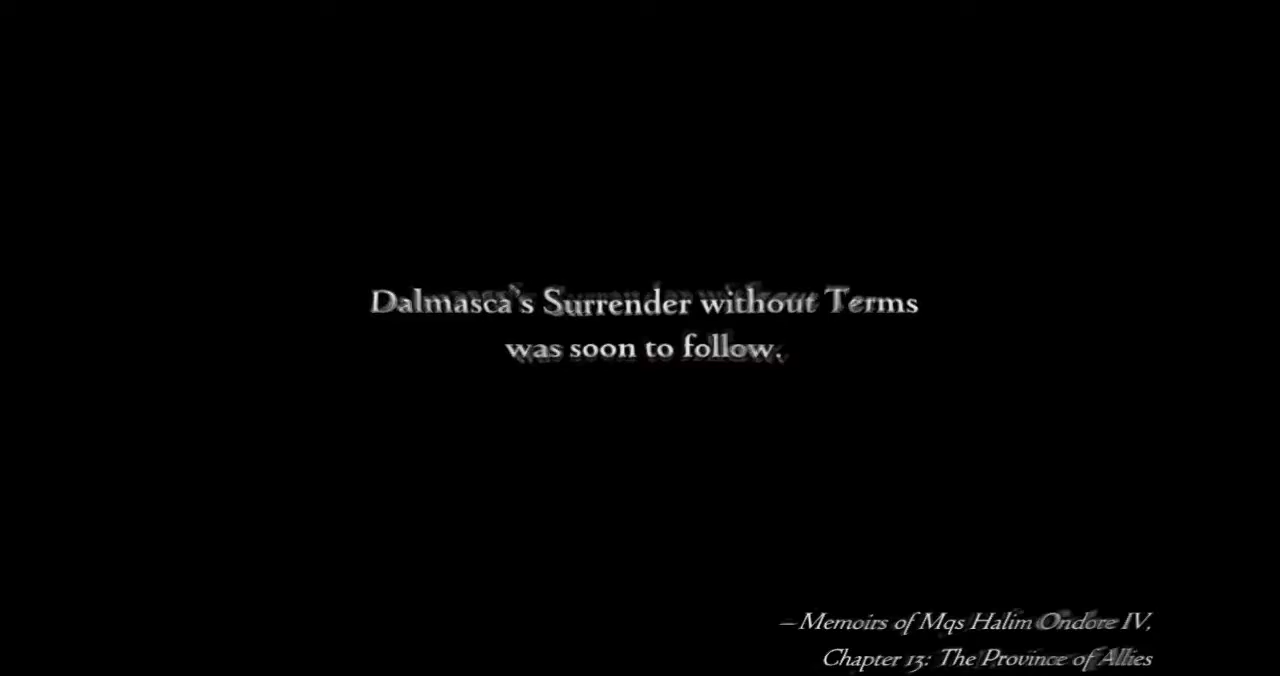 Dalmasca's Surrender without Terms
was soon to follow.
—Memoirs of Mqs Halim Ondore IV,
Chapter 13: The Province of Allies